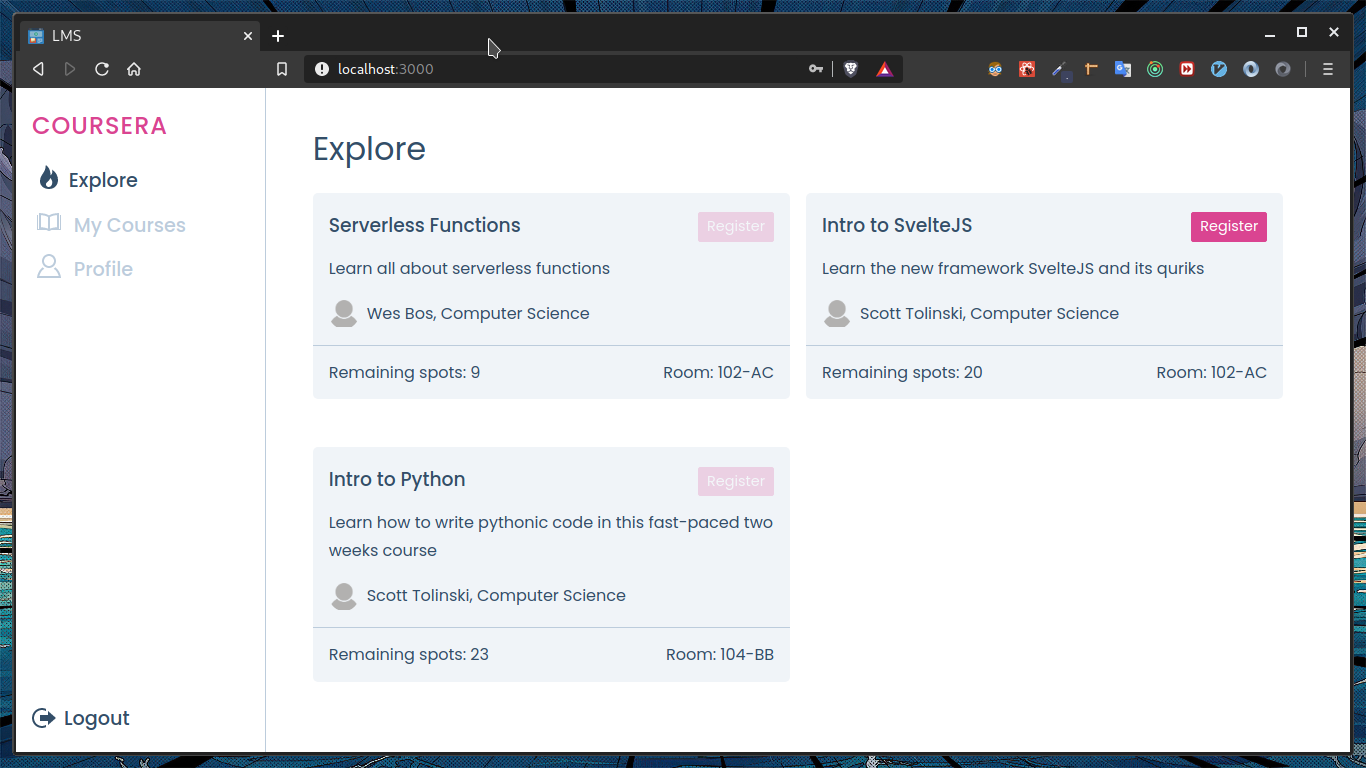 LMS
localhost:3000
COURSERA
Explore
My Courses
Profile
Logout
Explore
Serverless Functions
Register
Learn all about serverless functions
Wes Bos, Computer Science
Remaining spots: 9
Room: 102-AC
Intro to SvelteJS
Register
Learn the new framework SvelteJS and its quriks
Scott Tolinski, Computer Science
Remaining spots: 20
Room: 102-AC
Intro to Python
Register
Learn how to write pythonic code in this fast-paced two
weeks course
Scott Tolinski, Computer Science
Remaining spots: 23
Room: 104-BB